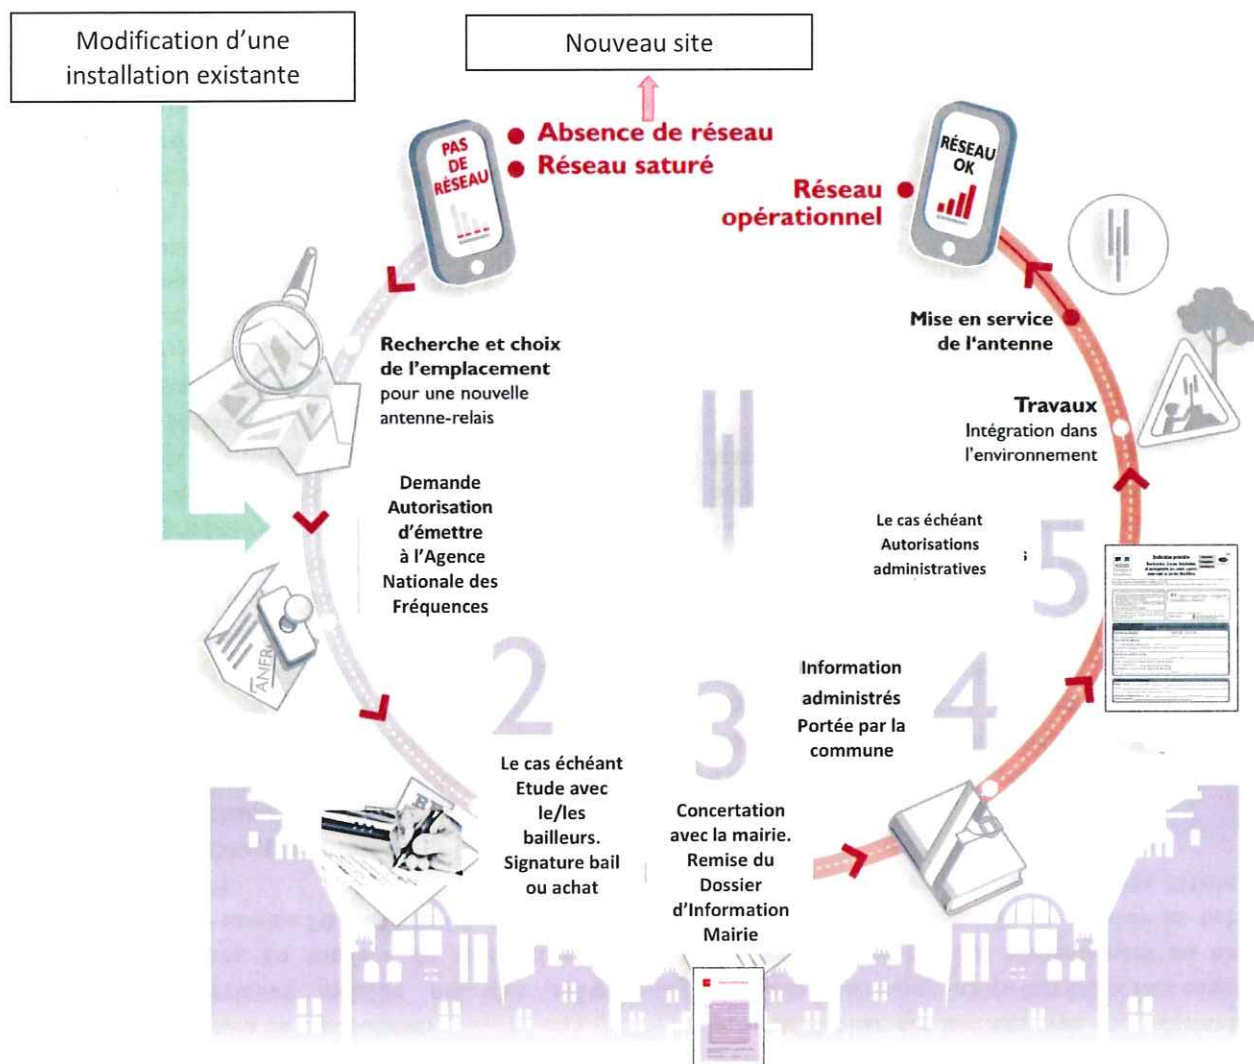 Modification d’une
installation existante
Nouveau site
Absence de réseau
Réseau saturé
PAS
DE
RÉSEAU
RÉSEAU
OK
Réseau
opérationnel
Recherche et choix
de l’emplacement
pour une nouvelle
antenne-relais
Mise en service
de l’antenne
Travaux
Intégration dans
l’environnement
Demande
Autorisation
d’émettre
à l’Agence
Nationale des
Fréquences
ANFR
Le cas échéant
Autorisations
administratives
5
2
Le cas échéant
Etude avec
le/les
bailleurs.
Signature bail
ou achat
3
Concertation
avec la mairie.
Remise du
Dossier
d’Information
Mairie
4
Information
administrés
Portée par la
commune